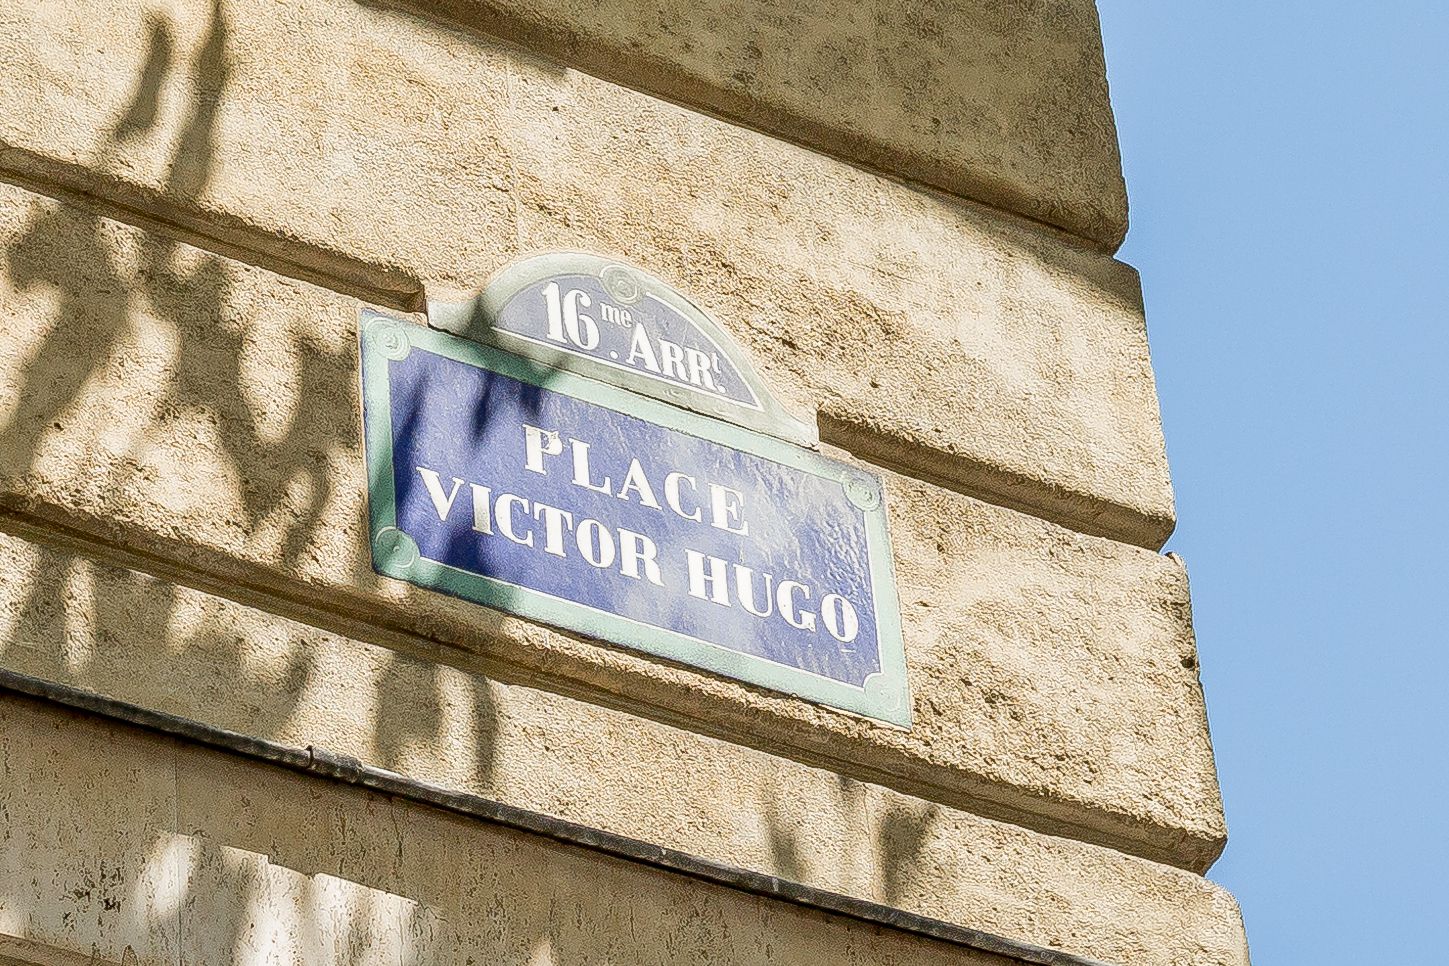 16me. ARRt.
PLACE
VICTOR HUGO